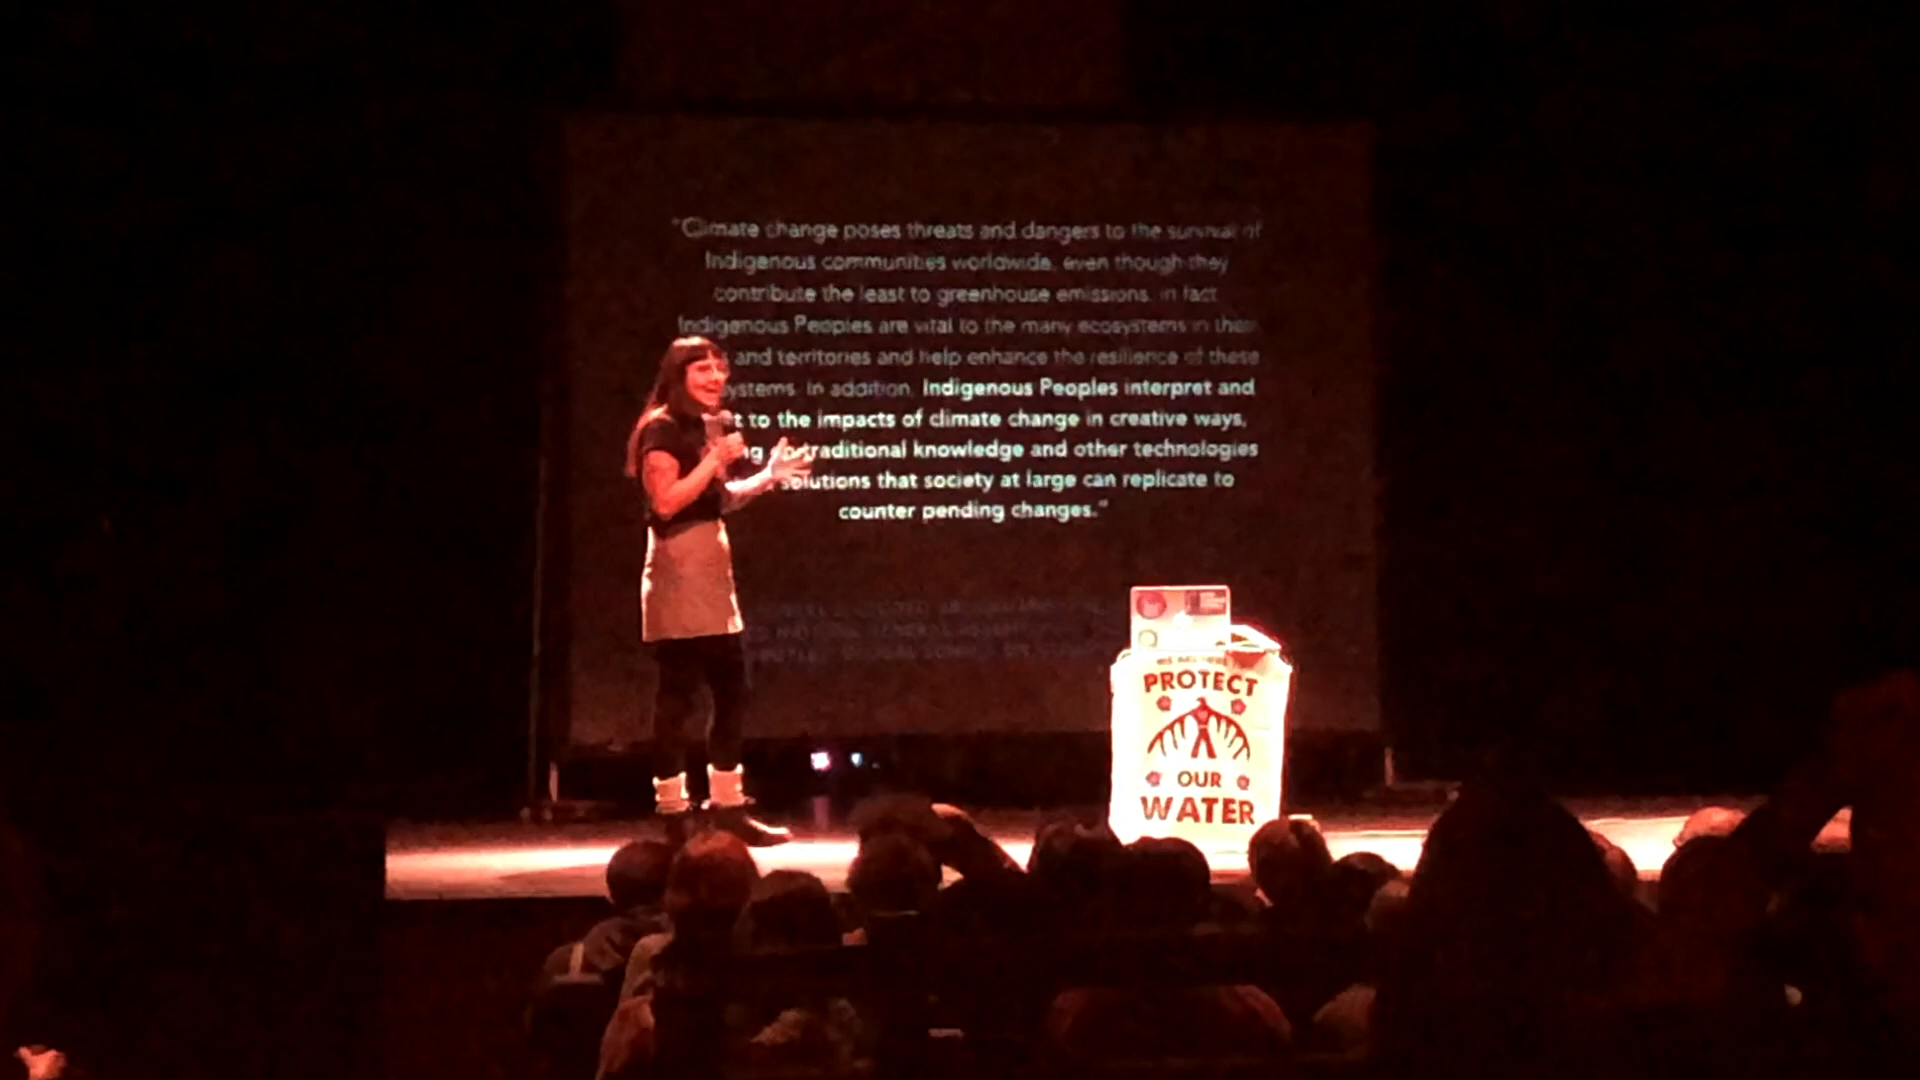 "Climate change poses threats and dangers to the survival of
Indigenous communities worldwide, even though they
contribute the least to greenhouse emissions. In fact
Indigenous Peoples are vital to the many ecosystems in their
and territories and help enhance the resilience of these
ystems. In addition, Indigenous Peoples interpret and
t to the impacts of climate change in creative ways,
ng on traditional knowledge and other technologies
solutions that society at large can replicate to
counter pending changes."
PROTECT
OUR
WATER